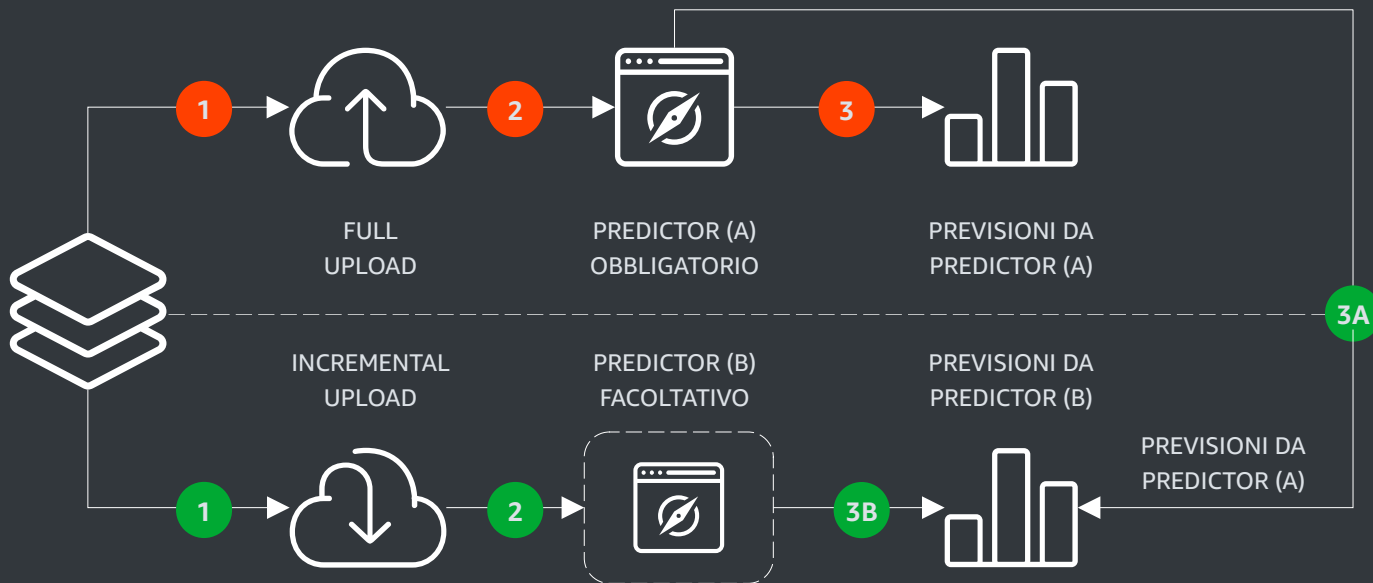 1
2
3
FULL
UPLOAD
PREDICTOR (A)
OBBLIGATORIO
PREVISIONI DA
PREDICTOR (A)
3A
INCREMENTAL
UPLOAD
PREDICTOR (B)
FACOLTATIVO
PREVISIONI DA
PREDICTOR (B)
PREVISIONI DA
PREDICTOR (A)
1
2
3B